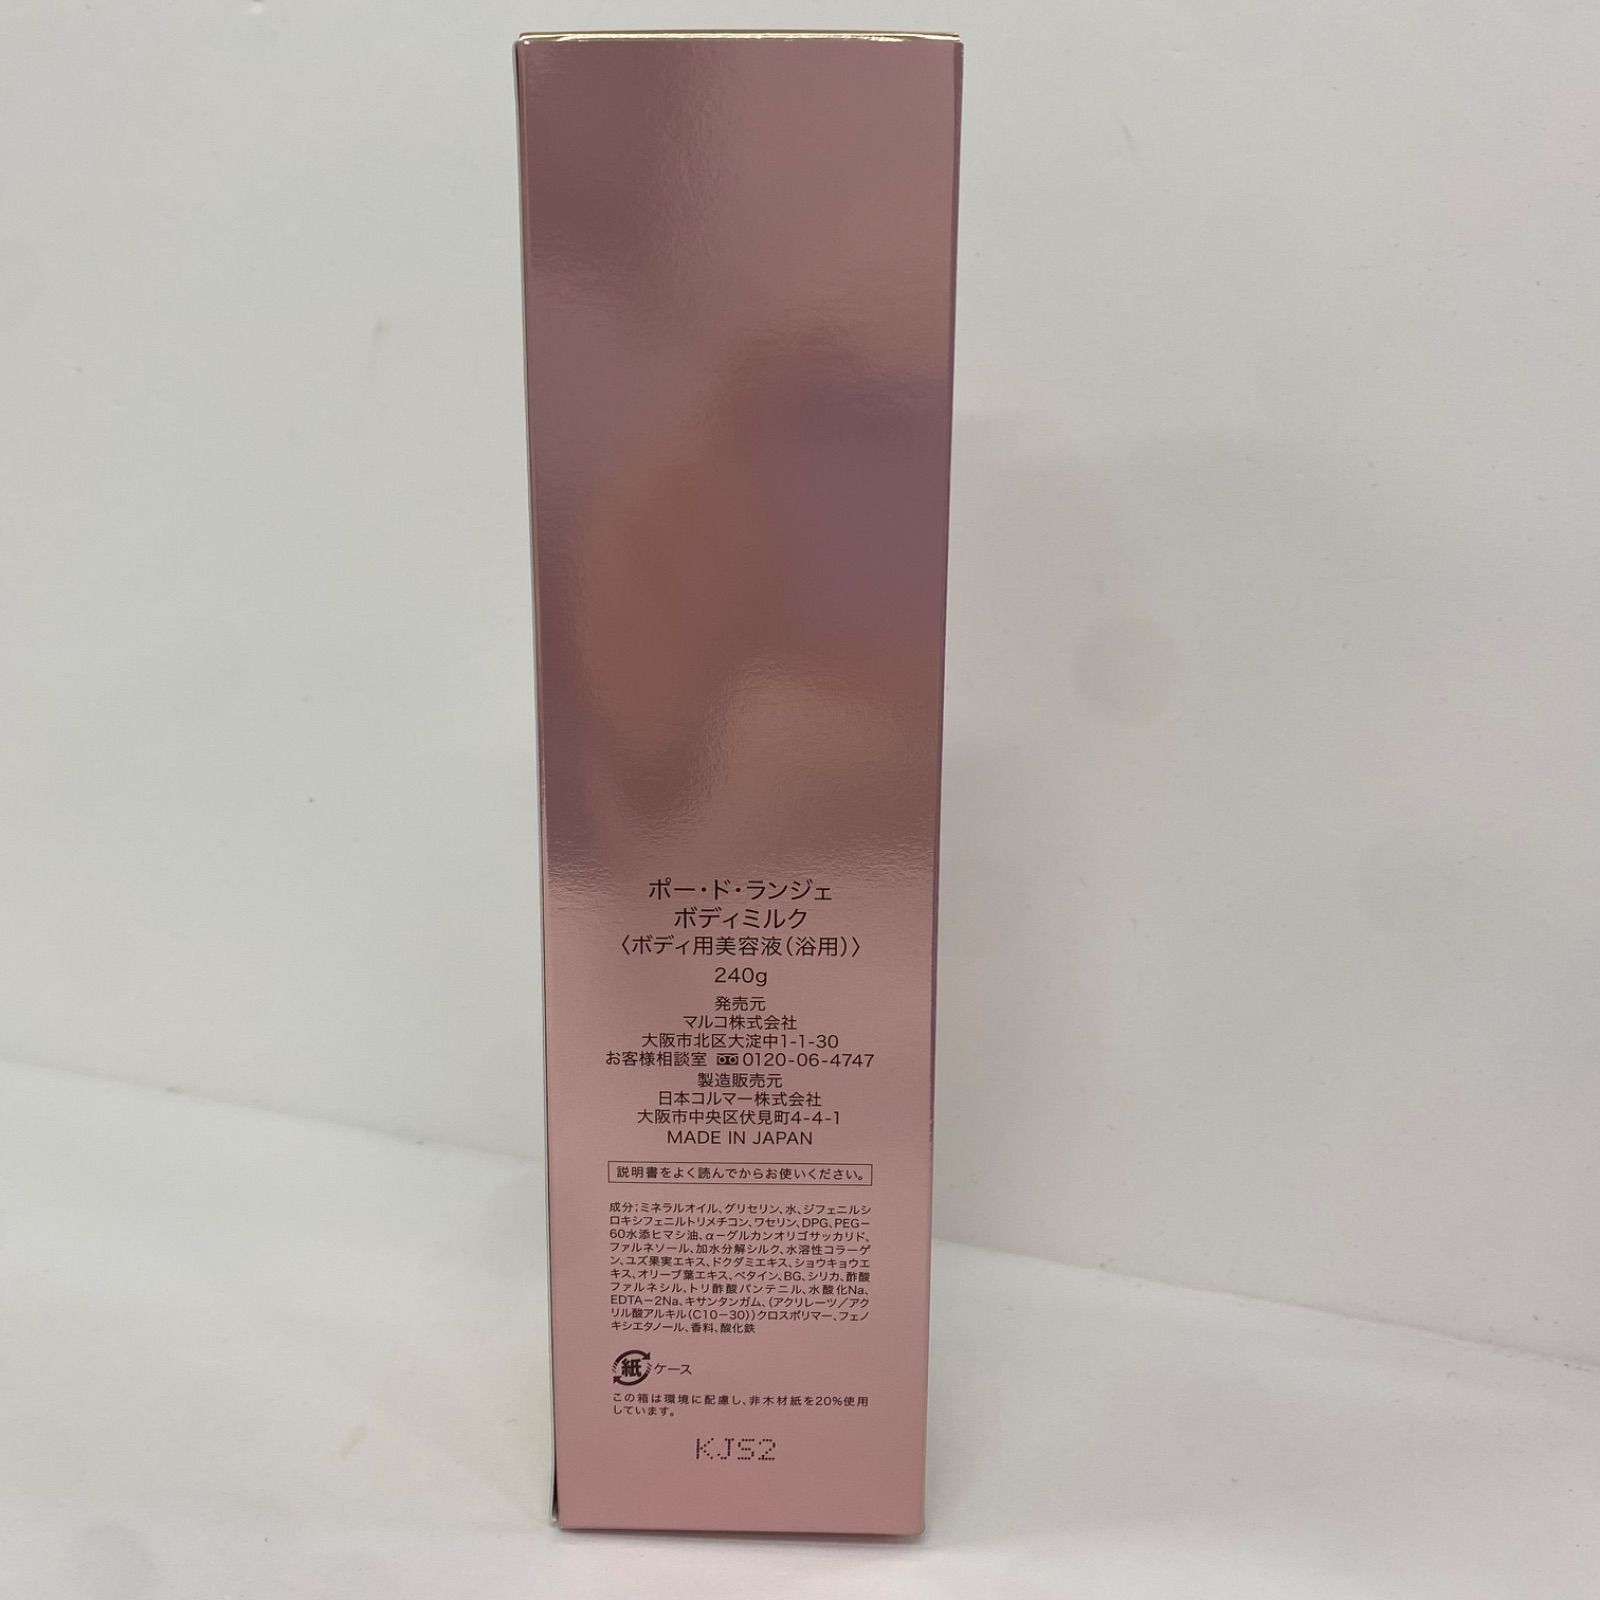 ポー・ド・ランジェ
ボディミルク
〈ボディ用美容液(浴用)〉
240g
発売元
マルコ株式会社
大阪市北区大淀中1-1-30
お客様相談室 0120-06-4747
製造販売元
日本コルマー株式会社
大阪市中央区伏見町4-4-1
MADE IN JAPAN
説明書をよく読んでからお使いください。
成分;ミネラルオイル、グリセリン、水、ジフェニルシ
ロキシフェニルトリメチコン、ワセリン、DPG、PEG-
60水添ヒマシ油、α-グルカンオリゴサッカリド、
ファルネソール、加水分解シルク、水溶性コラーゲ
ン、ユズ果実エキス、ドクダミエキス、ショウキョウエ
キス、オリーブ葉エキス、ベタイン、BG、シリカ、酢酸
ファルネシル、トリ酢酸パンテニル、水酸化Na、
EDTA-2Na、キサンタンガム、(アクリレーツ/アク
リル酸アルキル(C10-30))クロスポリマー、フェノ
キシエタノール、香料、酸化鉄
紙 ケース
この箱は環境に配慮し、非木材紙を20%使用
しています。
KJS2